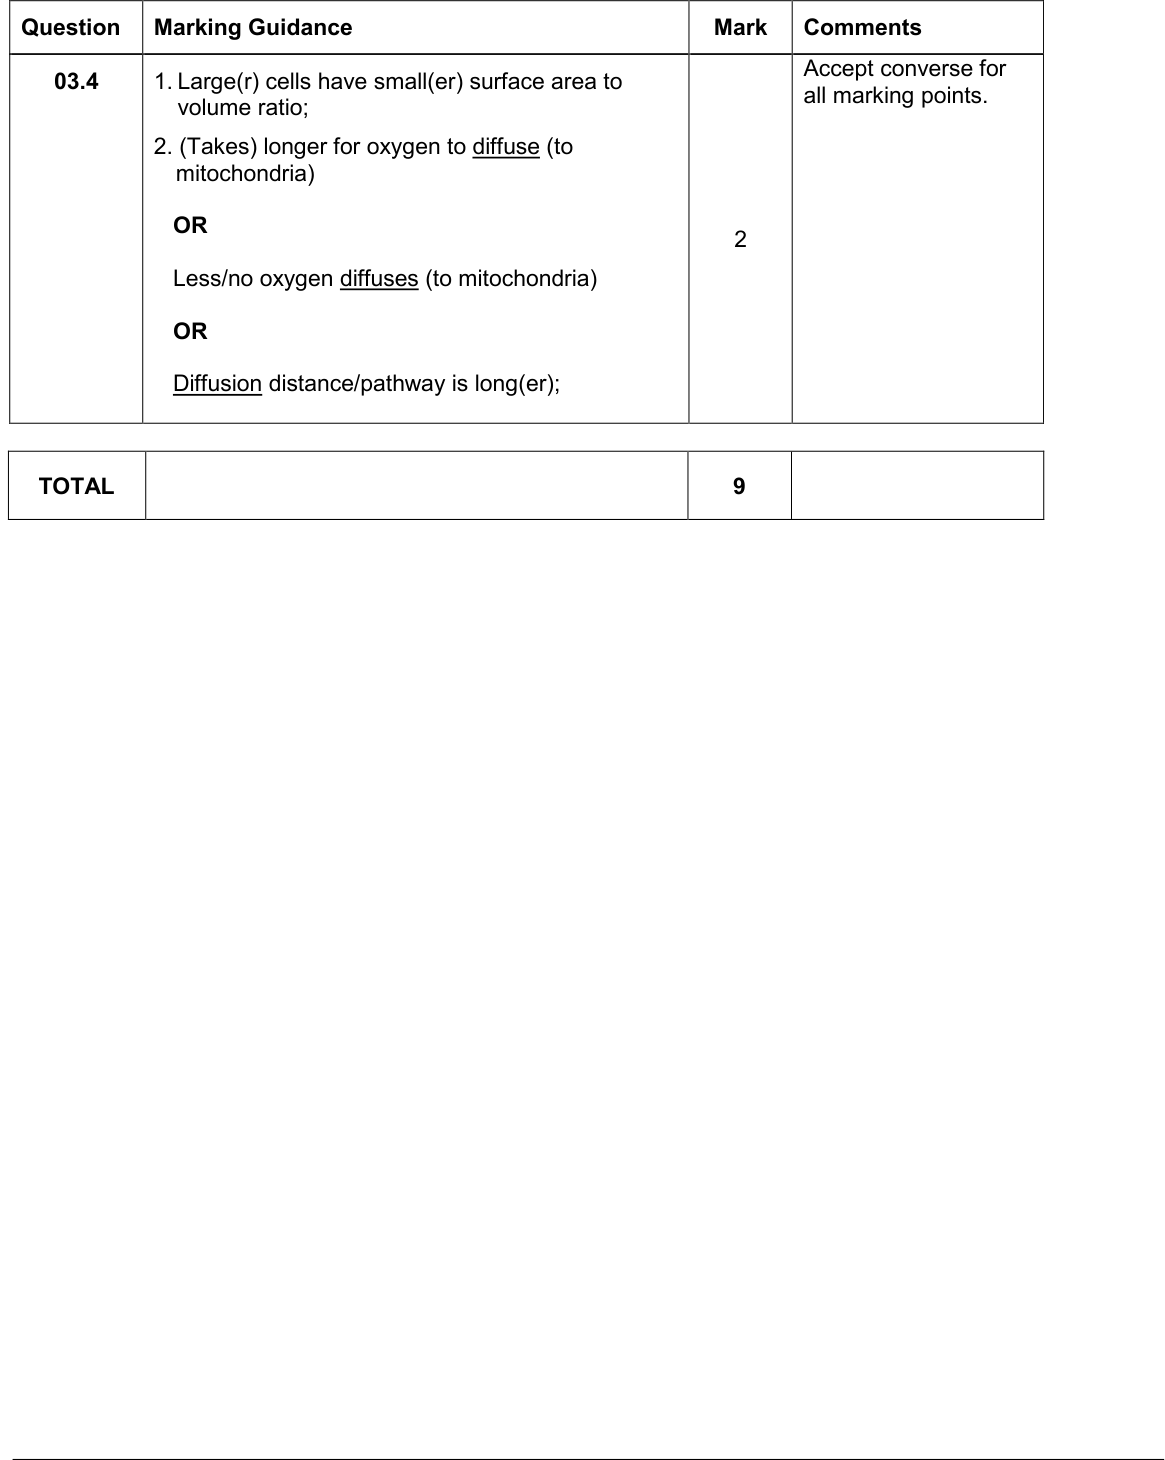 Question Marking Guidance Mark Comments
03.4
1. Large(r) cells have small(er) surface area to
volume ratio;
2. (Takes) longer for oxygen to diffuse (to
mitochondria)
OR
Less/no oxygen diffuses (to mitochondria)
OR
Diffusion distance/pathway is long(er);
2
Accept converse for
all marking points.
TOTAL 9